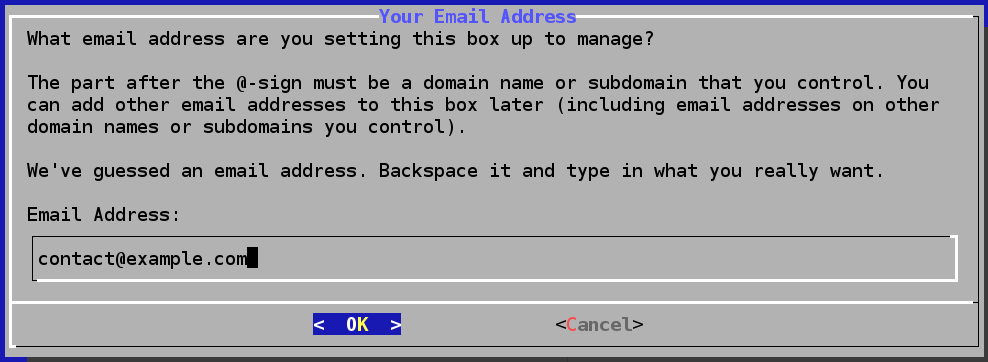 Your Email Address
What email address are you setting this box up to manage?
The part after the @-sign must be a domain name or subdomain that you control. You
can add other email addresses to this box later (including email addresses on other
domain names or subdomains you control).
We've guessed an email address. Backspace it and type in what you really want.
Email Address:
contact@example.com
<  OK  > <Cancel>